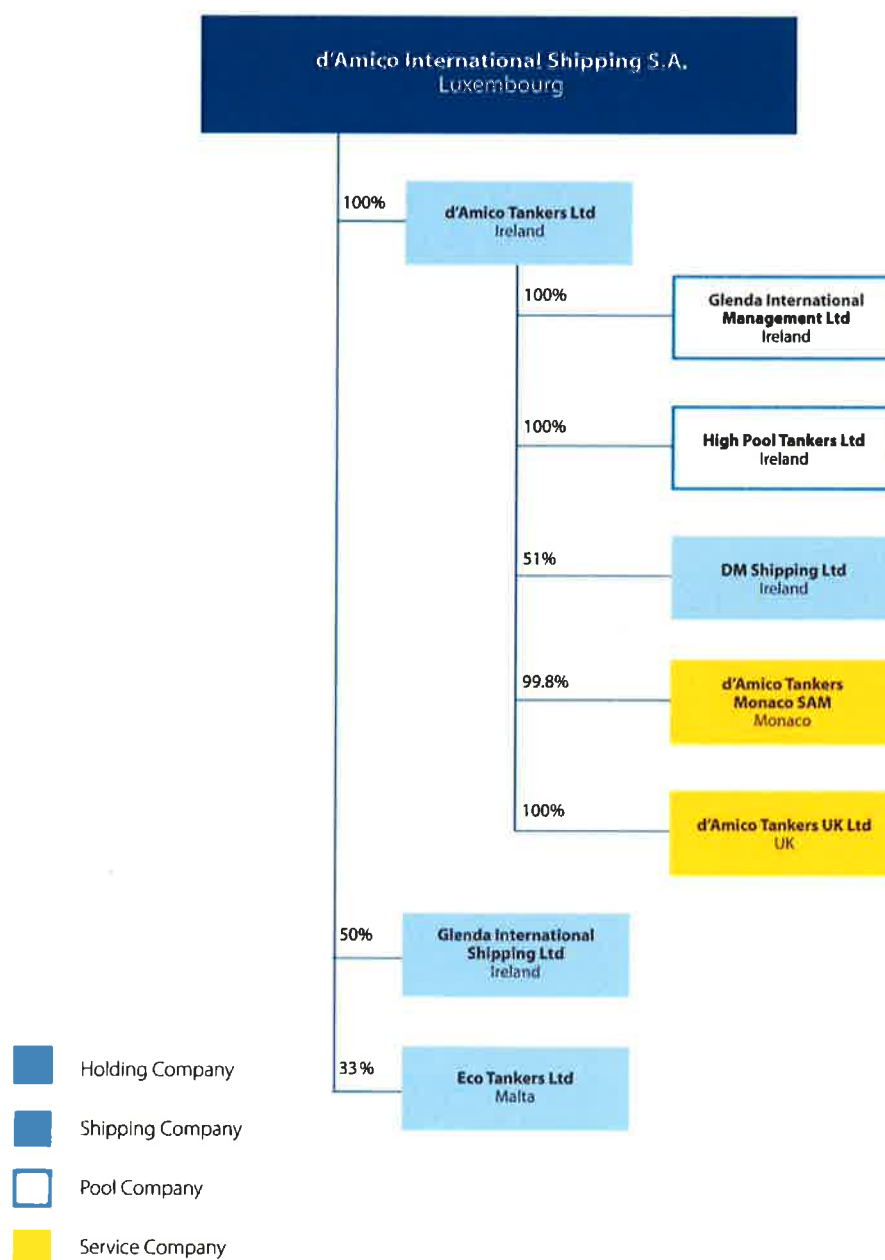 d'Amico International Shipping S.A.
Luxembourg
100%
d'Amico Tankers Ltd
Ireland
100%
Glenda International
Management Ltd
Ireland
100%
High Pool Tankers Ltd
Ireland
51%
DM Shipping Ltd
Ireland
99.8%
d'Amico Tankers
Monaco SAM
Monaco
100%
d'Amico Tankers UK Ltd
UK
50%
Glenda International
Shipping Ltd
Ireland
33%
Eco Tankers Ltd
Malta
Holding Company
Shipping Company
Pool Company
Service Company